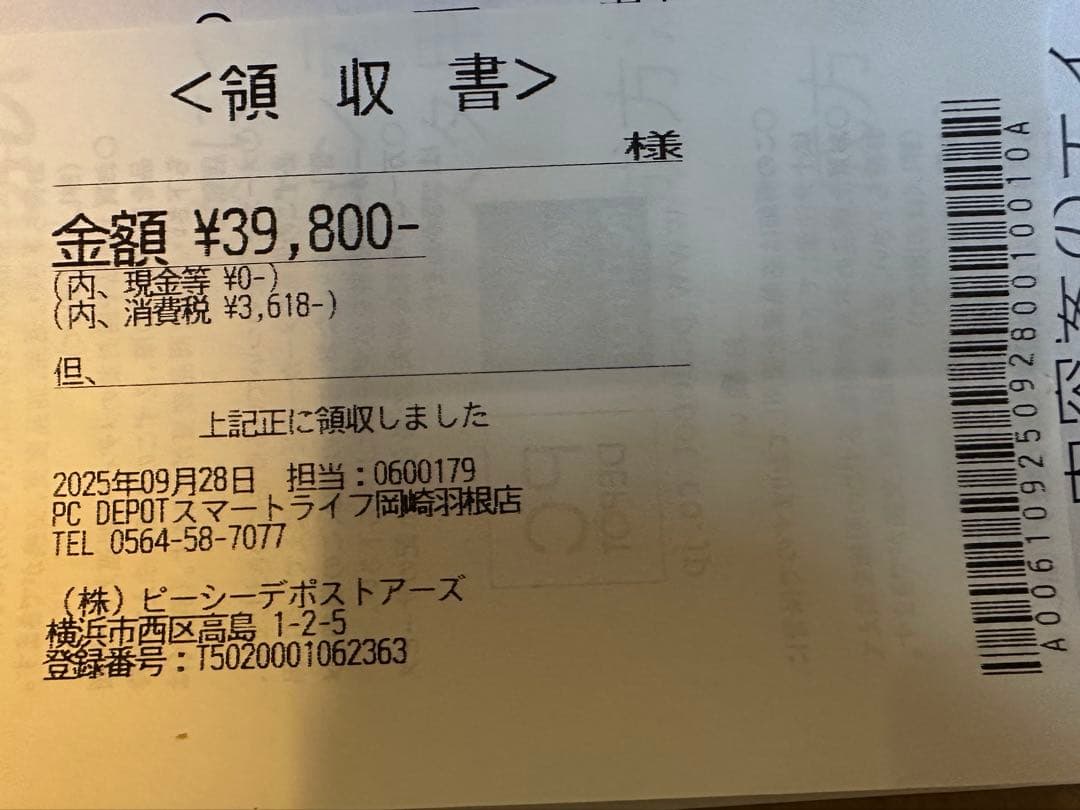 <領 収 書>
様
金額 ¥39,800-
(内、現金等 ¥0-)
(内、消費税 ¥3,618-)
但、
上記正に領収しました
2025年09月28日 担当:0600179
PC DEPOTスマートライフ岡崎羽根店
TEL 0564-58-7077
(株)ピーシーデポストアーズ
横浜市西区高島 1-2-5
登録番号:T5020001062363
A00610925092800100010A